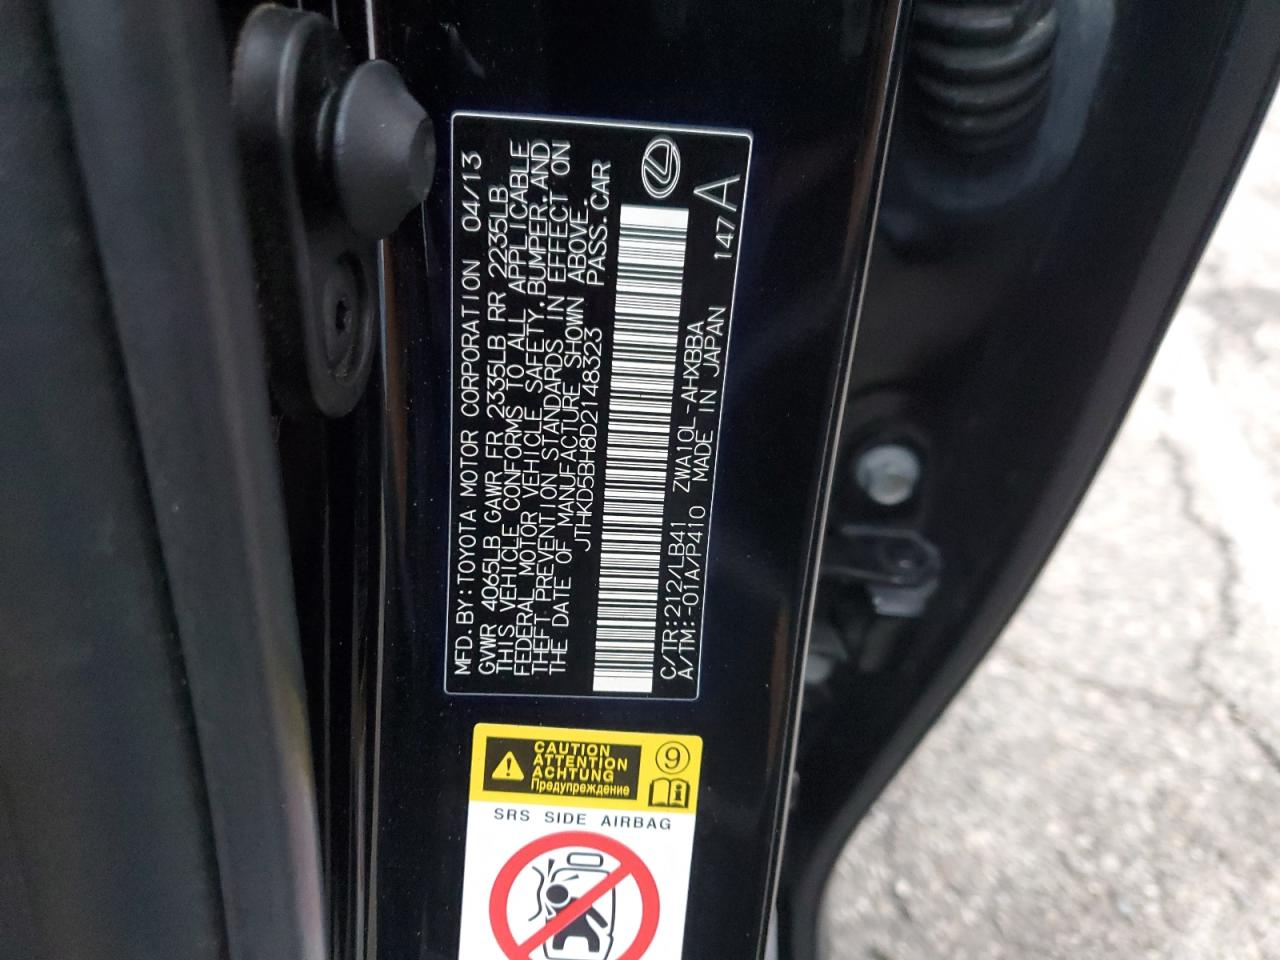 MFD.BY:TOYOTA MOTOR CORPORATION 04/13
GVWR 4065LB GAWR FR 2335LB RR 2235LB
THIS VEHICLE CONFORMS TO ALL APPLICABLE
FEDERAL MOTOR VEHICLE SAFETY,BUMPER,AND
THEFT PREVENTION STANDARDS IN EFFECT ON
THE DATE OF MANUFACTURE SHOWN ABOVE.
JTHKD5BH8D2148323 PASS.CAR
C/TR:212/LB41 ZWA10L-AHXBBA
A/TM:-01A/P410 MADE IN JAPAN
147A
CAUTION
ATTENTION
ACHTUNG
Предупреждение
9
SRS SIDE AIRBAG